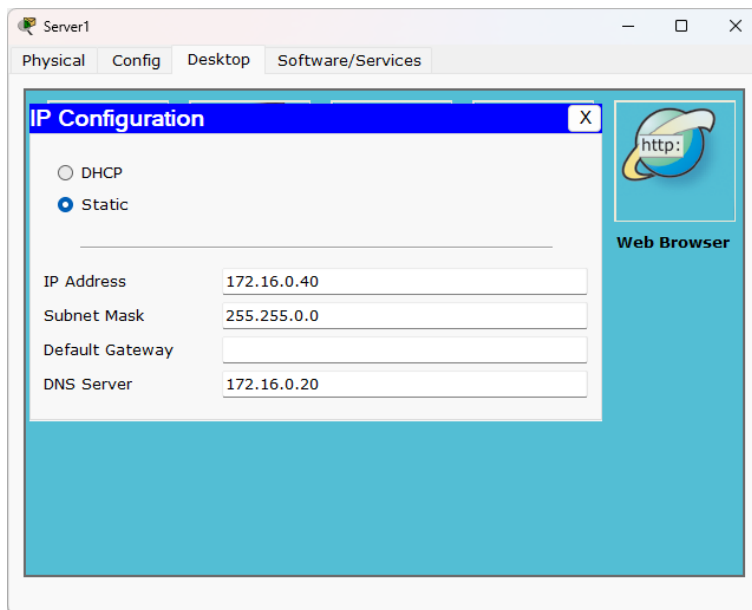 Server1
Physical Config Desktop Software/Services
IP Configuration X
http:
DHCP
Static
Web Browser
IP Address 172.16.0.40
Subnet Mask 255.255.0.0
Default Gateway
DNS Server 172.16.0.20